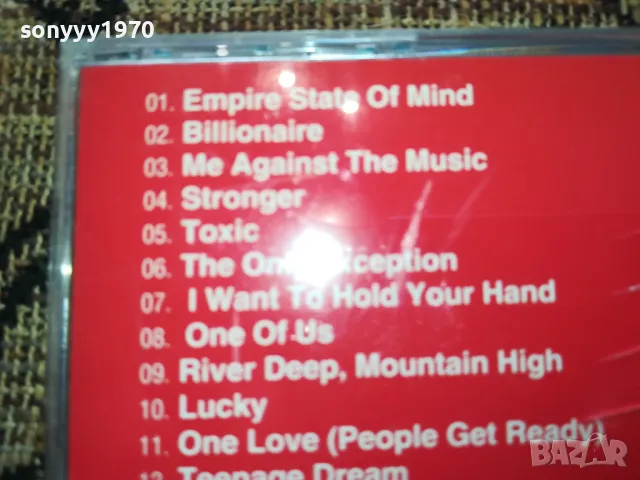 sonyyy1970
01. Empire State Of Mind
02. Billionaire
03. Me Against The Music
04. Stronger
05. Toxic
06. The Only Exception
07. I Want To Hold Your Hand
08. One Of Us
09. River Deep, Mountain High
10. Lucky
11. One Love (People Get Ready)
12. Teenage Dream
BAZAR